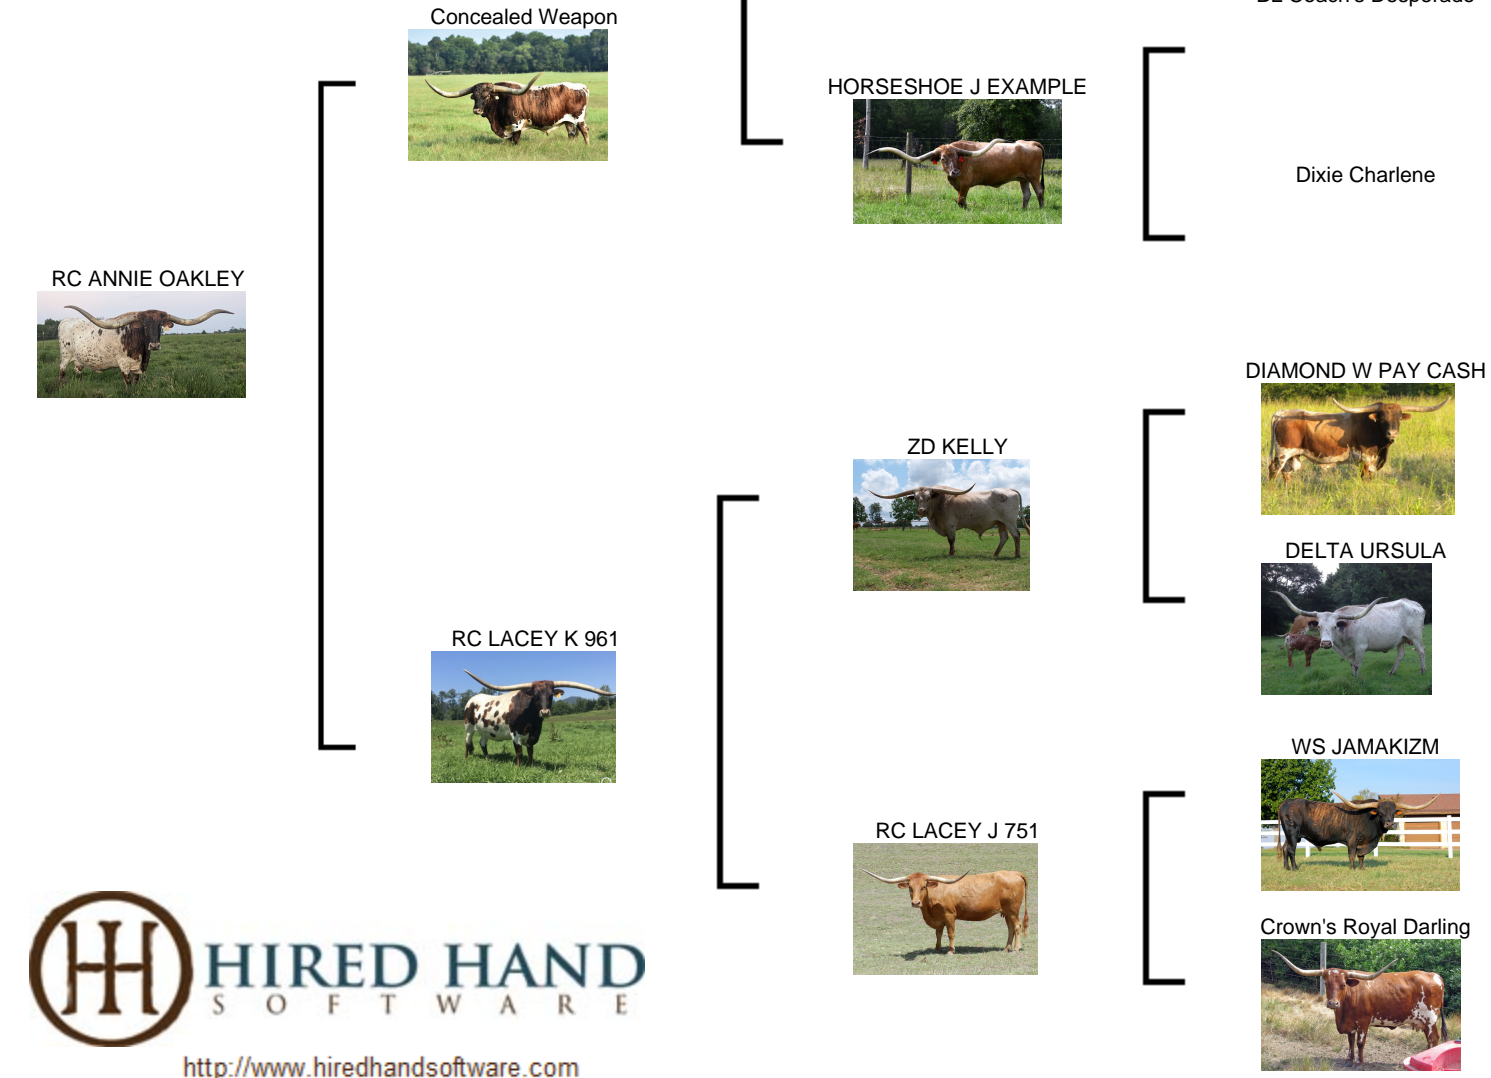 Concealed Weapon
HORSESHOE J EXAMPLE
Dixie Charlene
RC ANNIE OAKLEY
DIAMOND W PAY CASH
ZD KELLY
DELTA URSULA
RC LACEY K 961
WS JAMAKIZM
RC LACEY J 751
Crown's Royal Darling
HIRED HAND
SOFTWARE
http://www.hiredhandsoftware.com